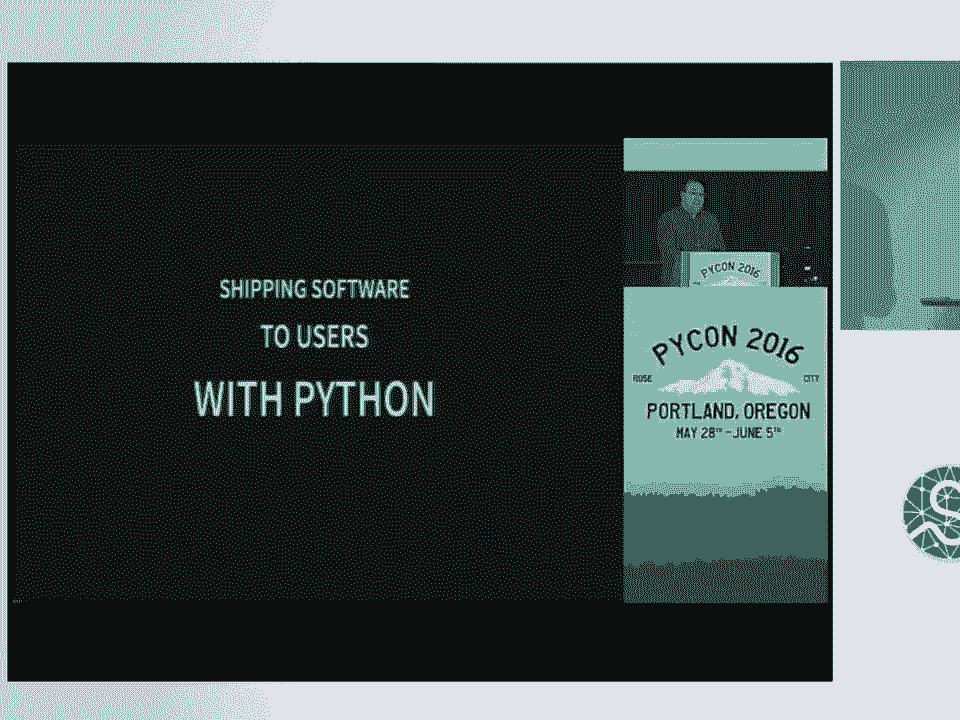 SHIPPING SOFTWARE
TO USERS
WITH PYTHON
PYCON 2016
PYCON 2016
ROSE CITY
PORTLAND, OREGON
MAY 28TH - JUNE 5TH
S